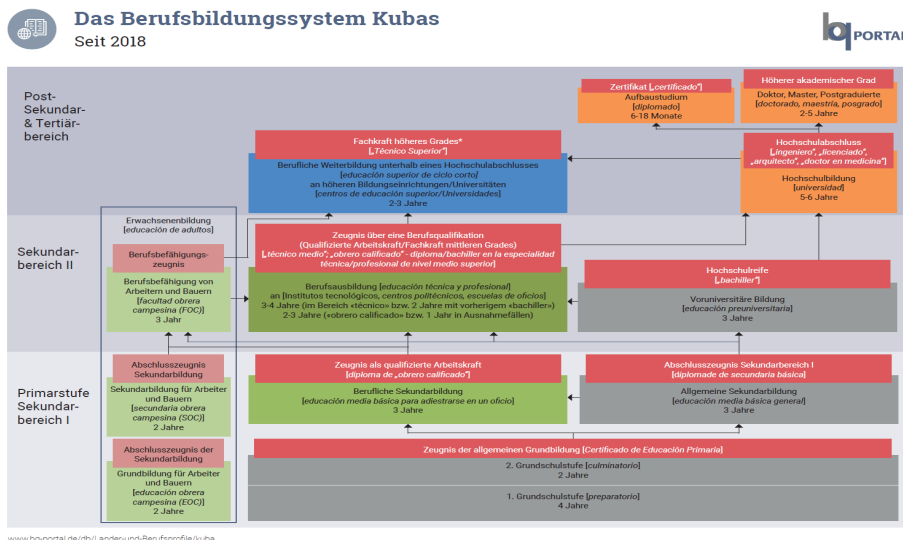 Das Berufsbildungssystem Kubas
Seit 2018
bq PORTAL
Post-
Sekundar-
& Tertiär-
bereich
Zertifikat [„certificado"]
Aufbaustudium
[diplomado]
6-18 Monate
Höherer akademischer Grad
Doktor, Master, Postgraduierte
[doctorado, maestria, posgrado]
2-5 Jahre
Fachkraft höheres Grades*
[„Técnico Superior"]
Berufliche Weiterbildung unterhalb eines Hochschulabschlusses
[educación superior de ciclo corto]
an höheren Bildungseinrichtungen/Universitäten
[centros de educación superior/Universidades]
2-3 Jahre
Hochschulabschluss
[„ingeniero", „licenciado",
„arquitecto", „doctor en medicina"]
Hochschulbildung
[universidad]
5-6 Jahre
Sekundar-
bereich II
Erwachsenenbildung
[educación de adultos]
Berufsbefähigungs-
zeugnis
Berufsbefähigung von
Arbeitern und Bauern
[facultad obrera
campesina (FOC)]
3 Jahr
Zeugnis über eine Berufsqualifikation
(Qualifizierte Arbeitskraft/Fachkraft mittleren Grades)
[„técnico medio"; „obrero calificado" - diploma/bachiller en la especialidad
técnica/profesional de nivel medio superior]
Berufsausbildung [educación técnica y profesional]
an [Institutos tecnológicos, centros politécnicos, escuelas de oficios]
3-4 Jahre (im Bereich «técnico» bzw. 2 Jahre mit vorherigem «bachiller»)
2-3 Jahre («obrero calificado» bzw. 1 Jahr in Ausnahmefällen)
Hochschulreife
[„bachiller"]
Voruniversitäre Bildung
[educación preuniversitaria]
3 Jahre
Primarstufe
Sekundar-
bereich I
Abschlusszeugnis
Sekundarbildung
Sekundarbildung für Arbeiter
und Bauern
[secundaria obrera
campesina (SOC)]
2 Jahre
Abschlusszeugnis der
Sekundarbildung
Grundbildung für Arbeiter
und Bauern
[educación obrera
campesina (EOC)]
2 Jahre
Zeugnis als qualifizierte Arbeitskraft
[diploma de „obrero calificado"]
Berufliche Sekundarbildung
[educación media básica para adiestrarse en un oficio]
3 Jahre
Abschlusszeugnis Sekundarbereich I
[diplomade de secundaria básica]
Allgemeine Sekundarbildung
[educación media básica general]
3 Jahre
Zeugnis der allgemeinen Grundbildung [Certificado de Educación Primaria]
2. Grundschulstufe [culminatorio]
2 Jahre
1. Grundschulstufe [preparatorio]
4 Jahre
www.bq-portal.de/db/Länder-und-Berufsprofile/kuba